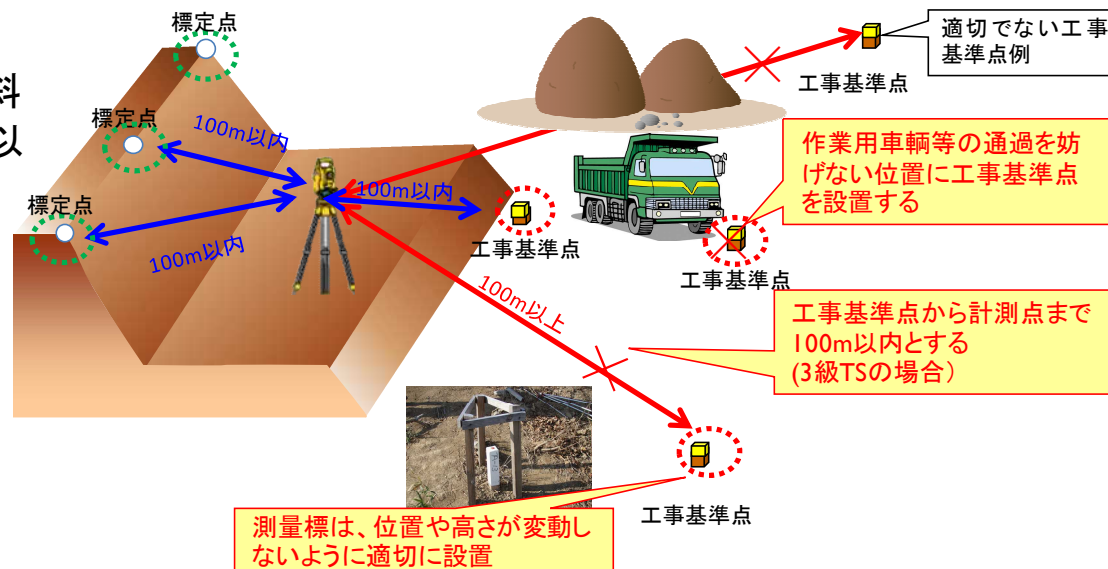 標定点
適切でない工事
基準点例
工事基準点
料
以
標定点
100m以内
作業用車輌等の通過を妨
げない位置に工事基準点
を設置する
100m以内
標定点
100m以内
工事基準点
工事基準点
100m以上
工事基準点から計測点まで
100m以内とする
(3級TSの場合）
工事基準点
測量標は、位置や高さが変動し
ないように適切に設置